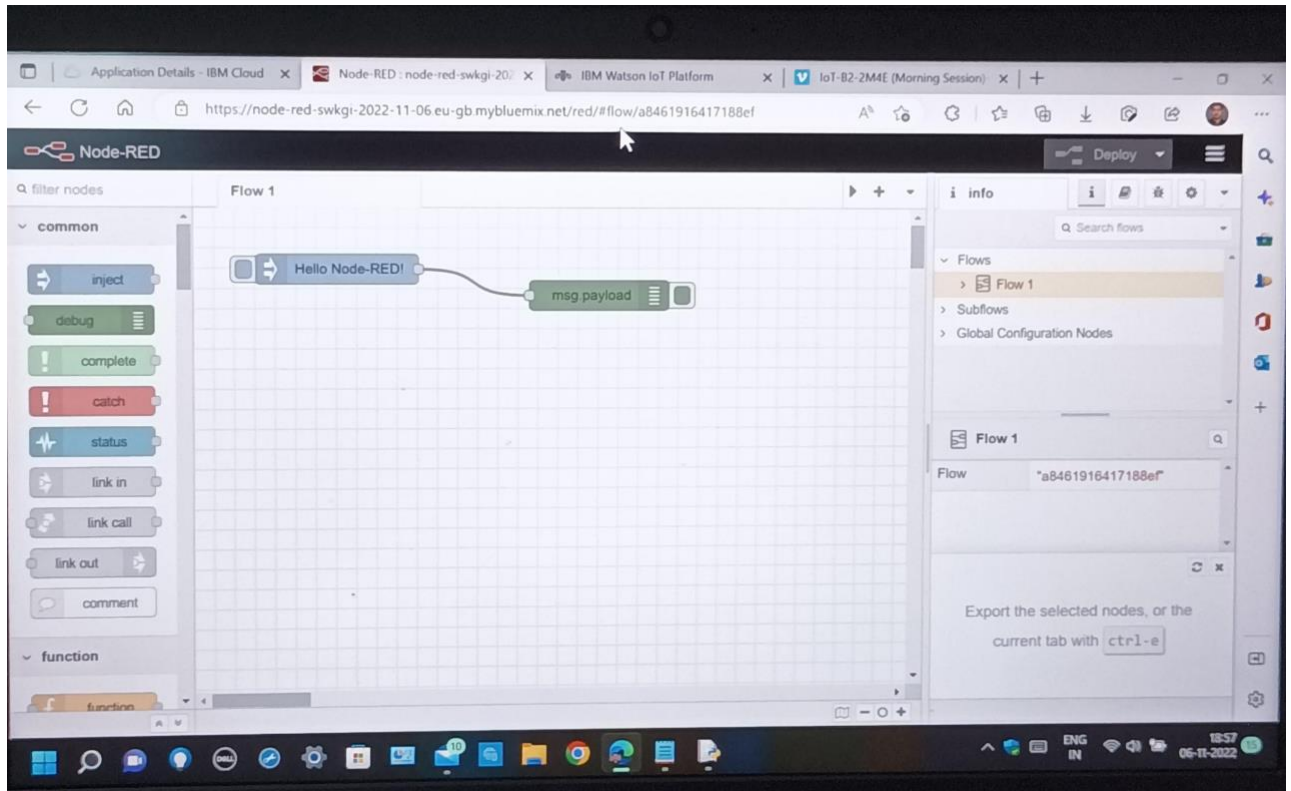 Application Details - IBM Cloud
Node-RED : node-red-swkgi-202
IBM Watson IoT Platform
IoT-B2-2M4E (Morning Session)
https://node-red-swkgi-2022-11-06.eu-gb.mybluemix.net/red/#flow/a8461916417188ef
Node-RED
Deploy
filter nodes
Flow 1
i info
i
common
Search flows
inject
Hello Node-RED!
msg.payload
Flows
Flow 1
debug
Subflows
Global Configuration Nodes
complete
catch
status
Flow 1
link in
Flow
"a8461916417188ef"
link call
link out
comment
Export the selected nodes, or the
current tab with ctrl-e
function
function
DELL
10
ENG
IN
18:57
06-11-2022
15